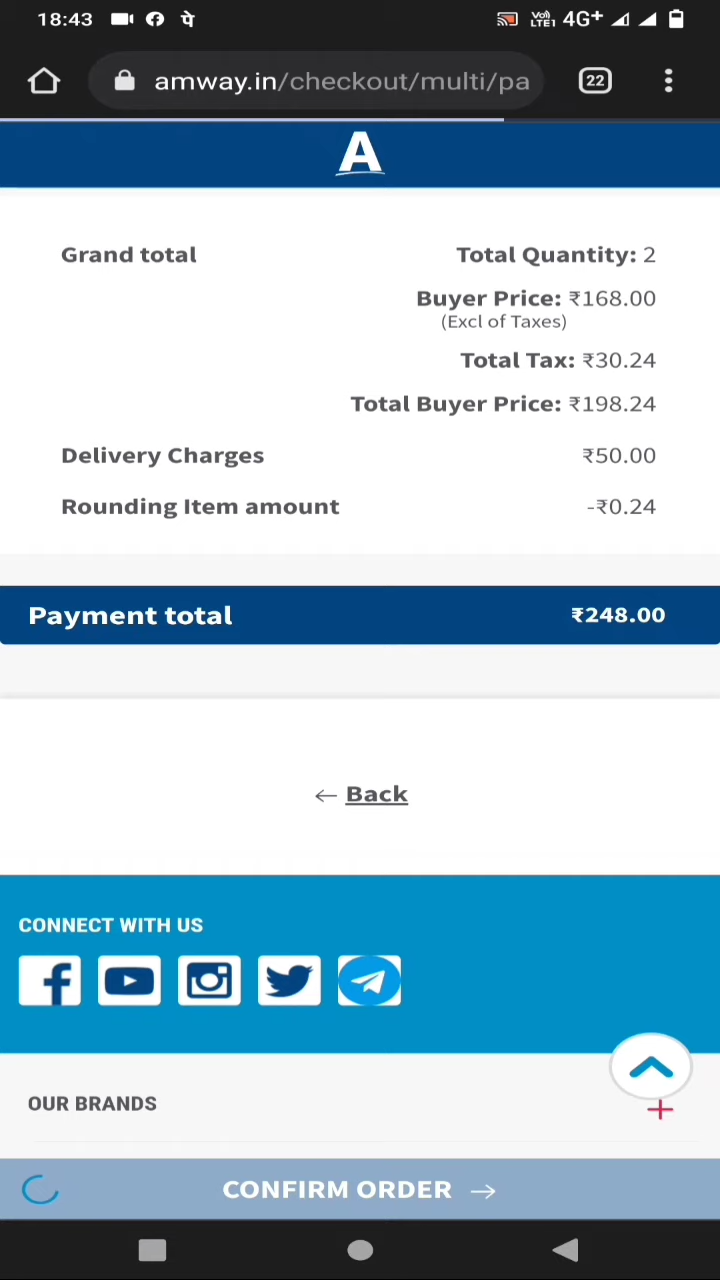 18:43 पे Vo) LTE1 4G+
amway.in/checkout/multi/pa 22
A
Grand total Total Quantity: 2
Buyer Price: ₹168.00
(Excl of Taxes)
Total Tax: ₹30.24
Total Buyer Price: ₹198.24
Delivery Charges ₹50.00
Rounding Item amount -₹0.24
Payment total ₹248.00
← Back
CONNECT WITH US
OUR BRANDS +
CONFIRM ORDER →